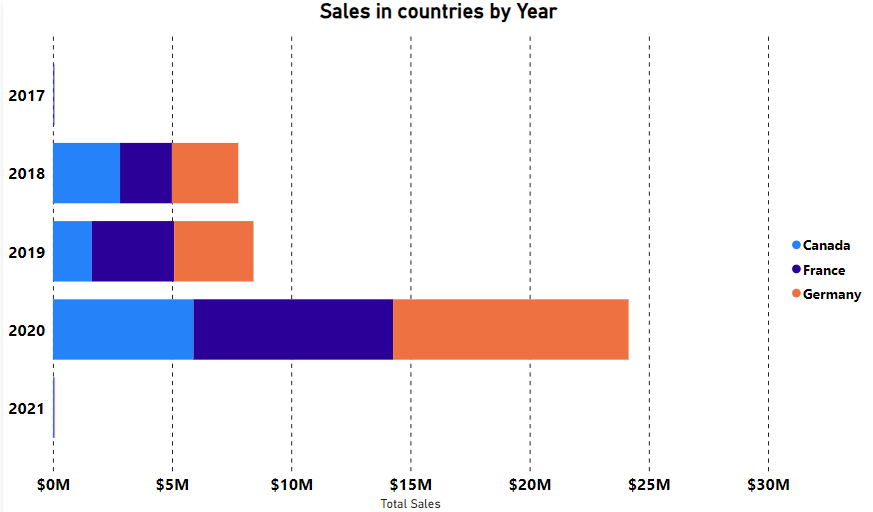 Sales in countries by Year
2017
2018
2019
2020
2021
$0M $5M $10M $15M $20M $25M $30M
Total Sales
Canada
France
Germany